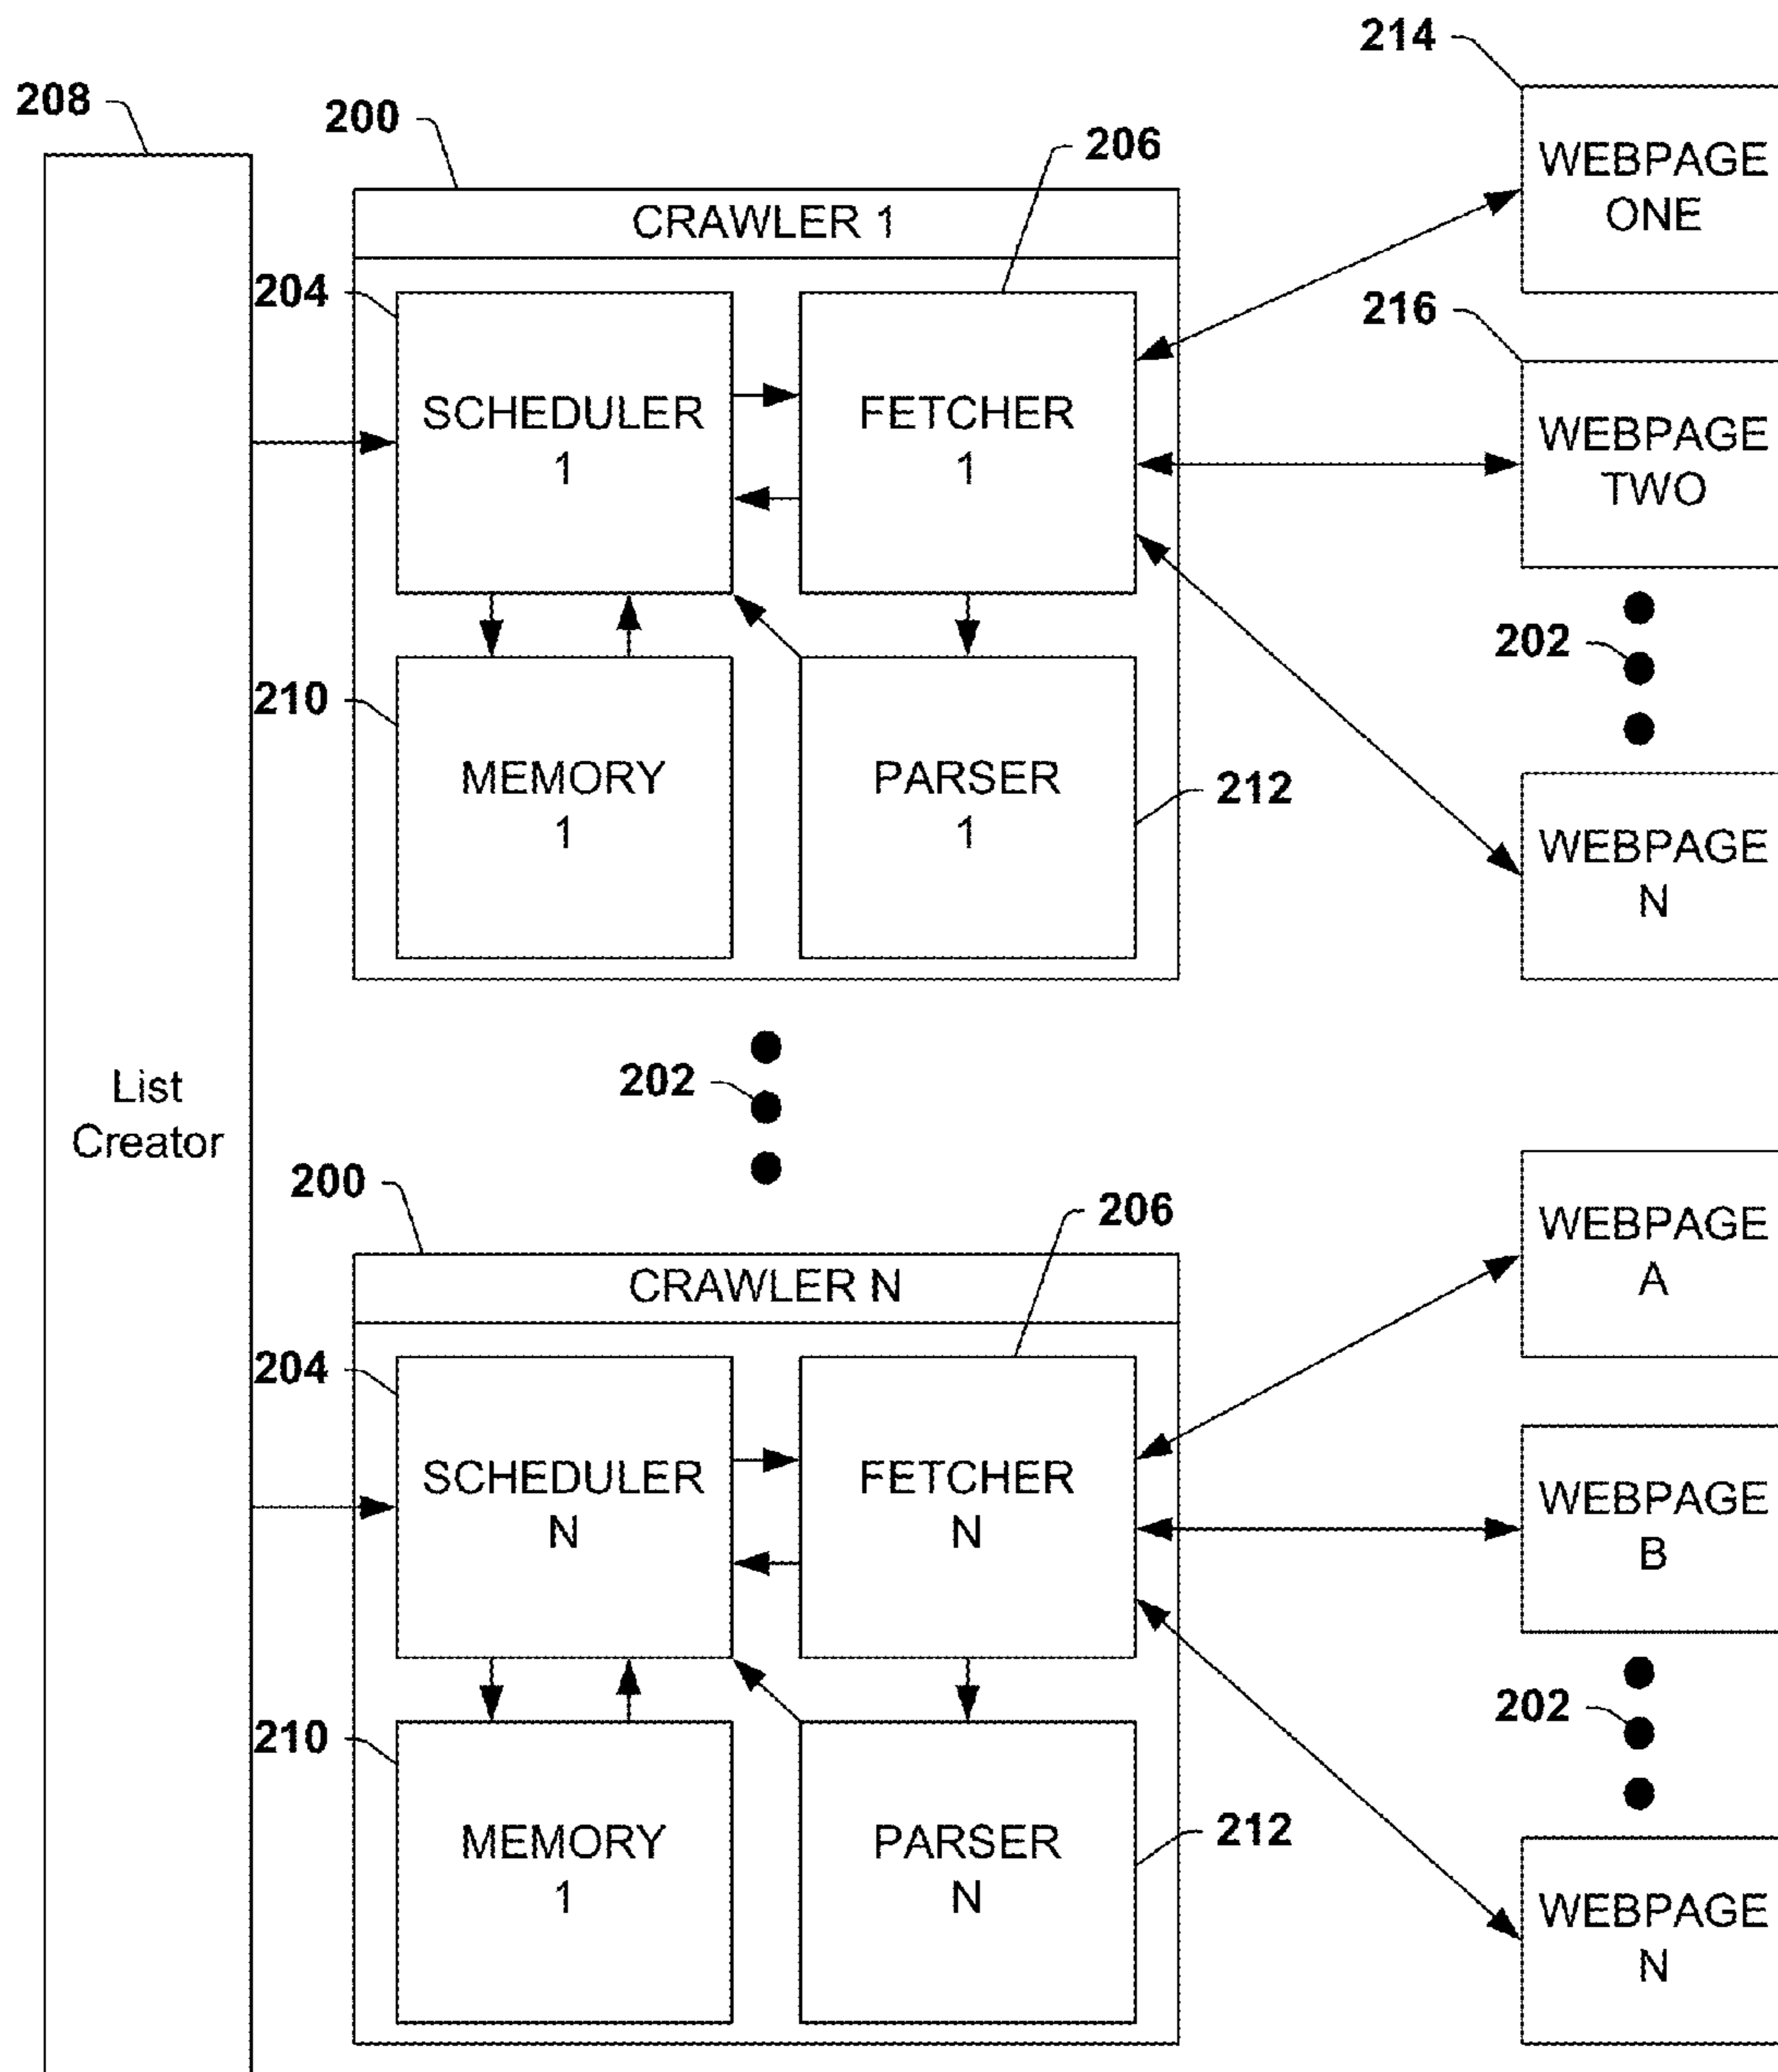 214
208
200
206
WEBPAGE
ONE
CRAWLER 1
204
216
SCHEDULER
1
FETCHER
1
WEBPAGE
TWO
202
210
MEMORY
1
PARSER
1
212
WEBPAGE
N
202
List
Creator
200
206
WEBPAGE
A
CRAWLER N
204
SCHEDULER
N
FETCHER
N
WEBPAGE
B
202
210
MEMORY
1
PARSER
N
212
WEBPAGE
N